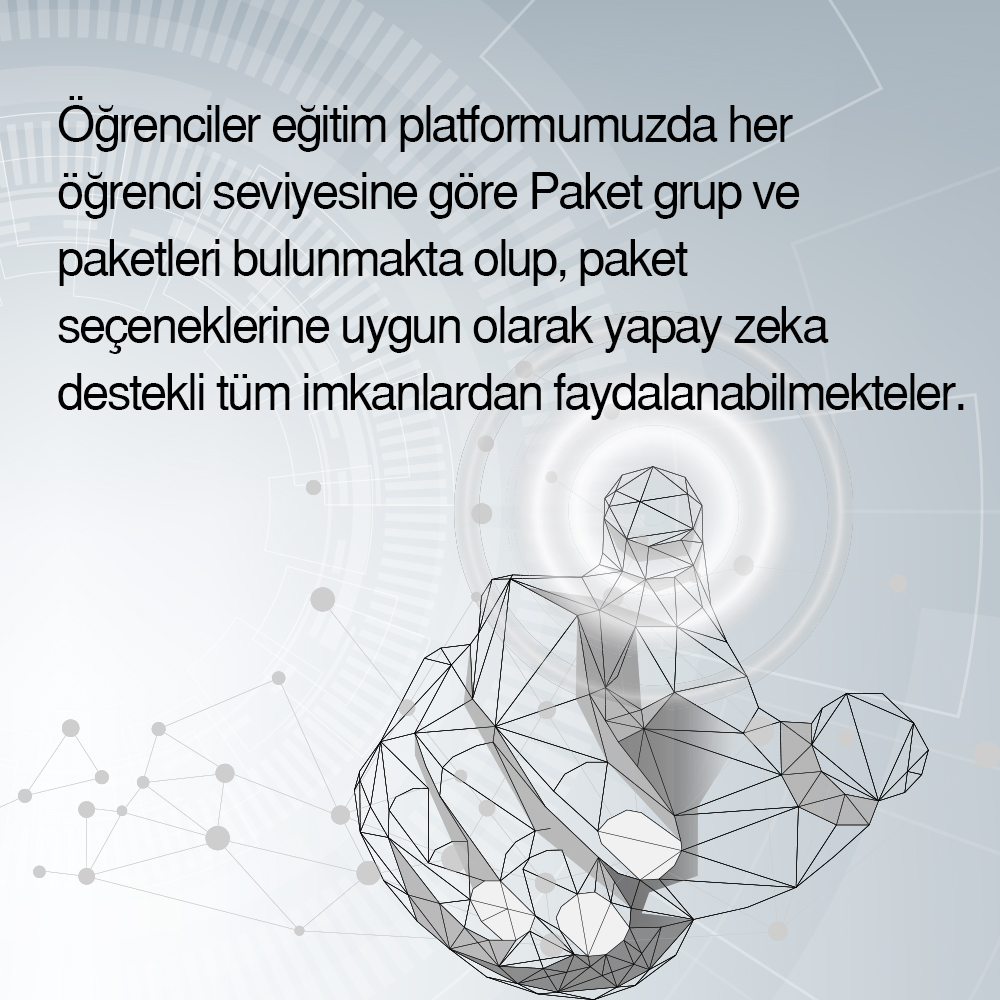 Öğrenciler eğitim platformumuzda her
öğrenci seviyesine göre Paket grup ve
paketleri bulunmakta olup, paket
seçeneklerine uygun olarak yapay zeka
destekli tüm imkanlardan faydalanabilmekteler.